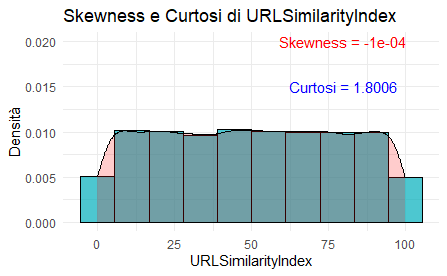 Skewness e Curtosi di URLSimilarityIndex
Skewness = -1e-04
Curtosi = 1.8006
Densità
0.020
0.015
0.010
0.005
0.000
0 25 50 75 100
URLSimilarityIndex